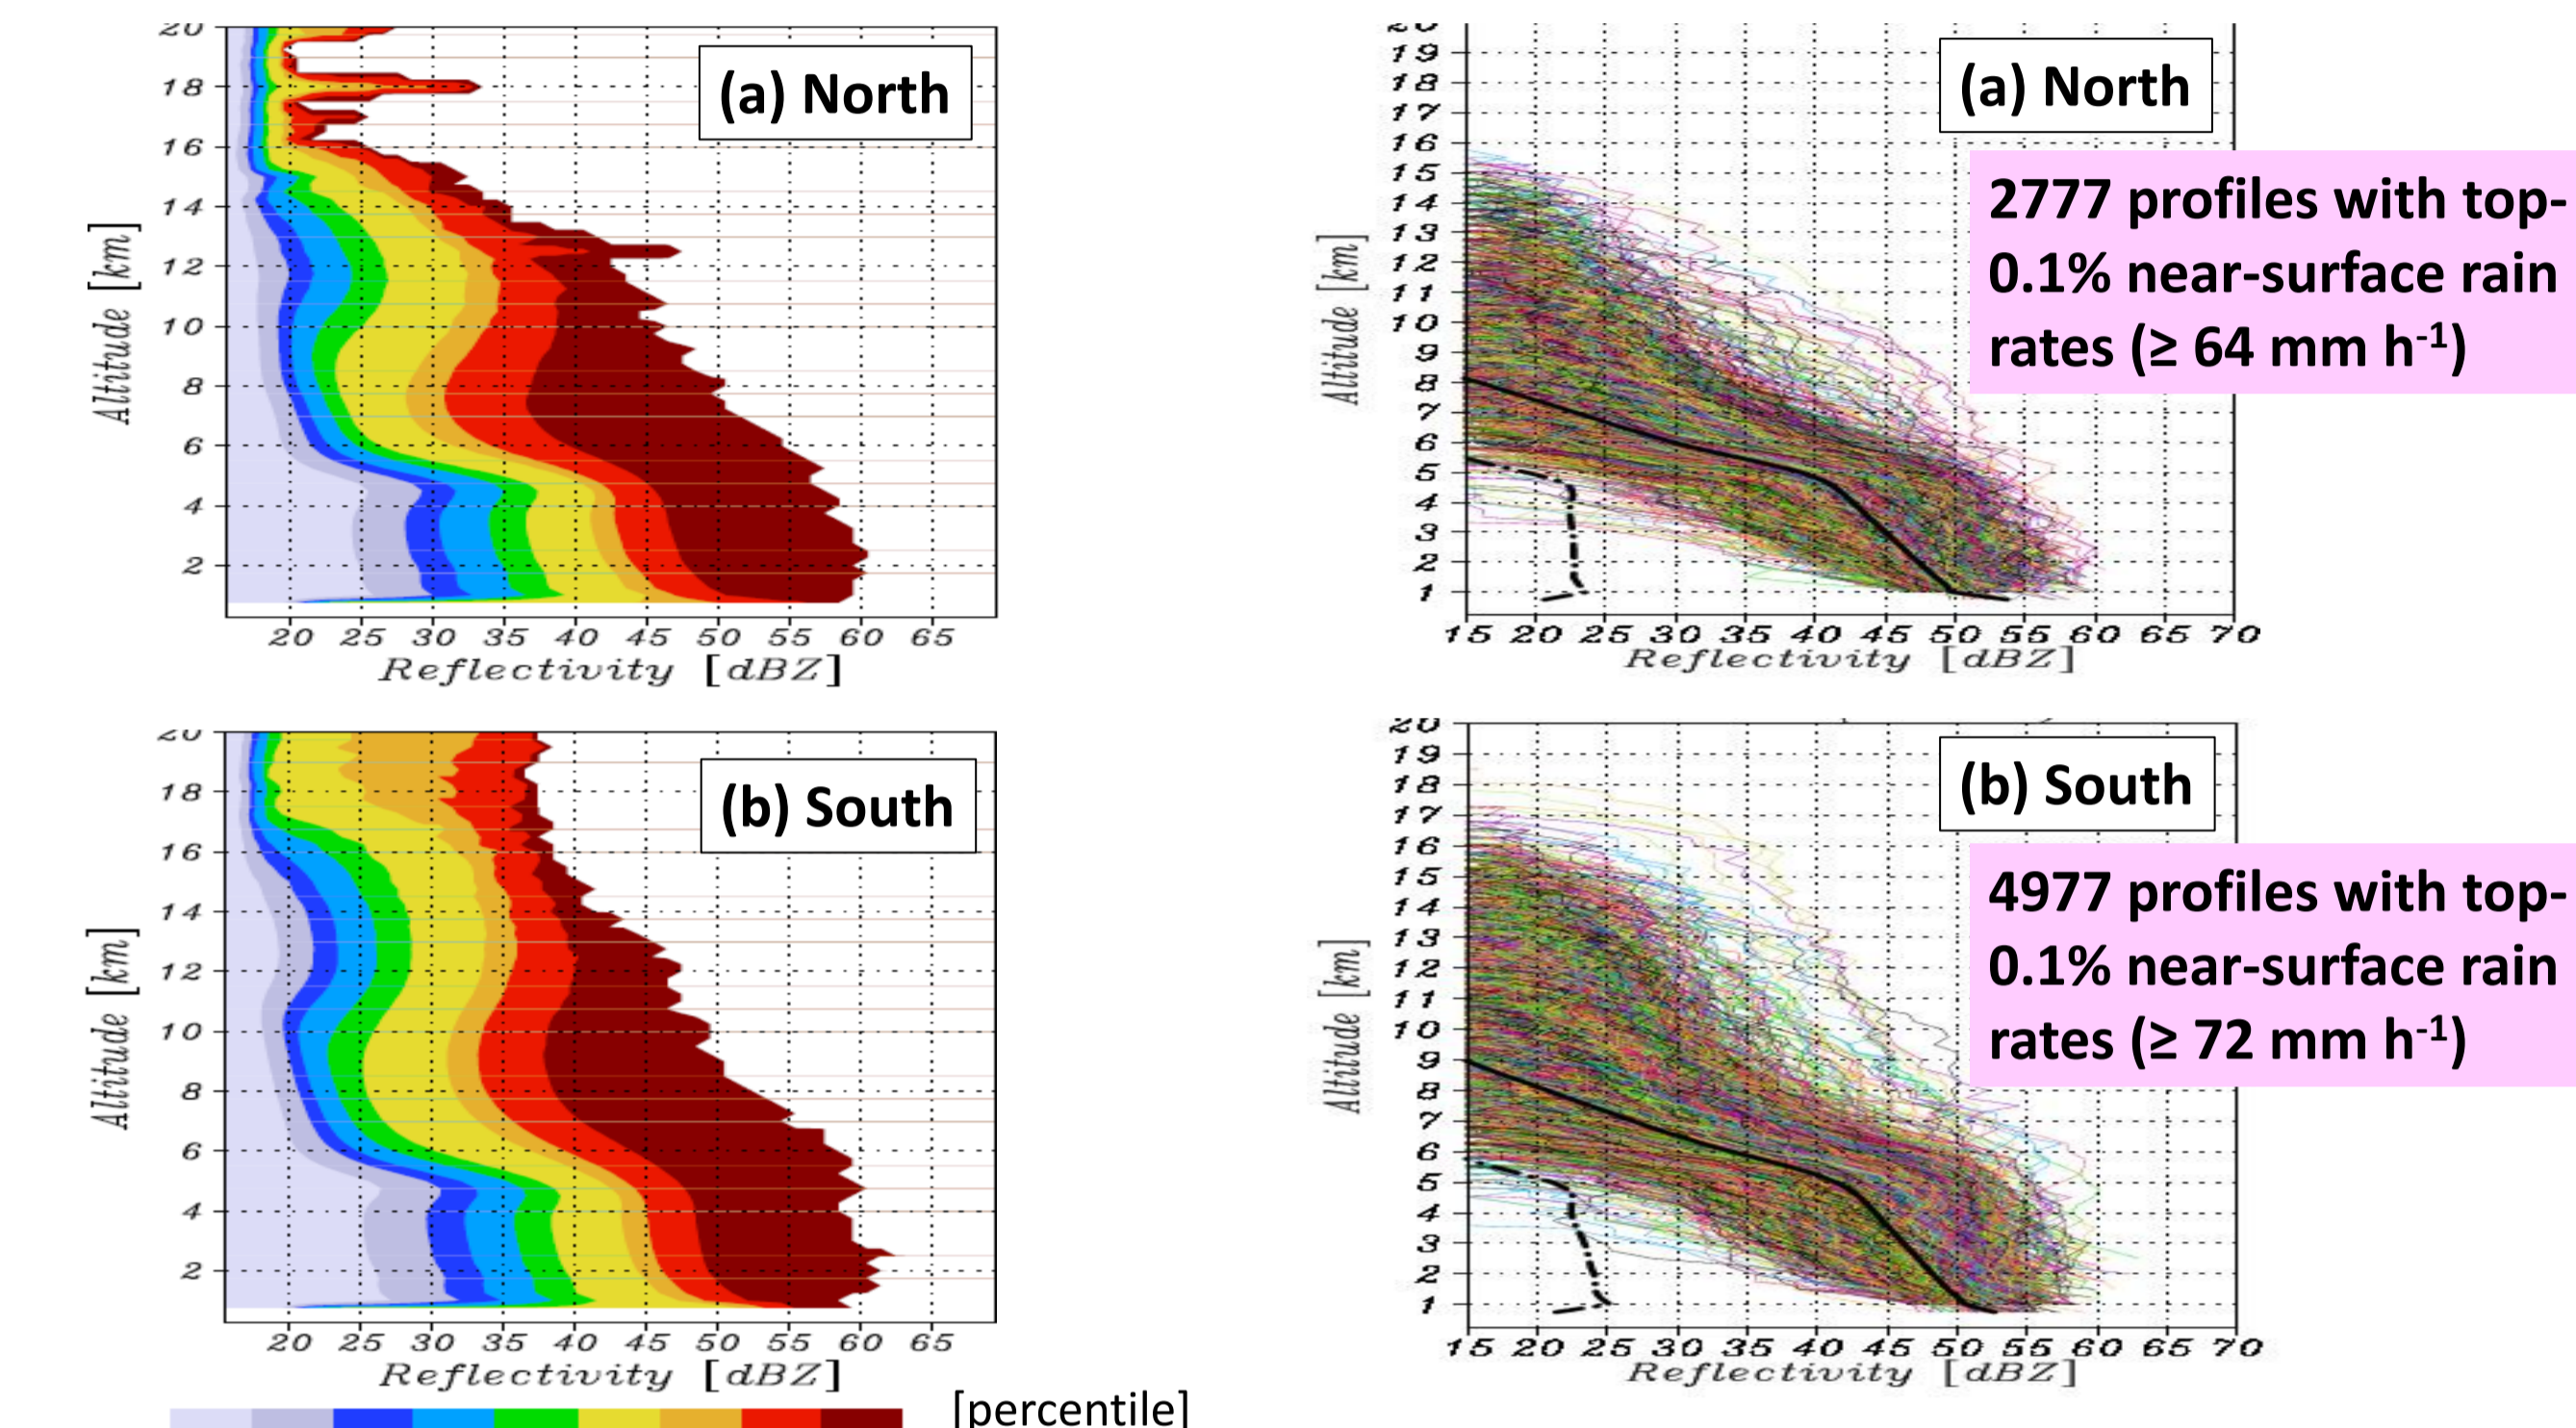 20
18
16
14
12
10
8
6
4
2
Altitude [km]
(a) North
20 25 30 35 40 45 50 55 60 65
Reflectivity [dBZ]
20
19
18
17
16
15
14
13
12
11
10
9
8
7
6
5
4
3
2
1
Altitude [km]
(a) North
2777 profiles with top-
0.1% near-surface rain
rates (≥ 64 mm h-1)
15 20 25 30 35 40 45 50 55 60 65 70
Reflectivity [dBZ]
20
18
16
14
12
10
8
6
4
2
Altitude [km]
(b) South
20 25 30 35 40 45 50 55 60 65
Reflectivity [dBZ]
[percentile]
20
19
18
17
16
15
14
13
12
11
10
9
8
7
6
5
4
3
2
1
Altitude [km]
(b) South
4977 profiles with top-
0.1% near-surface rain
rates (≥ 72 mm h-1)
15 20 25 30 35 40 45 50 55 60 65 70
Reflectivity [dBZ]